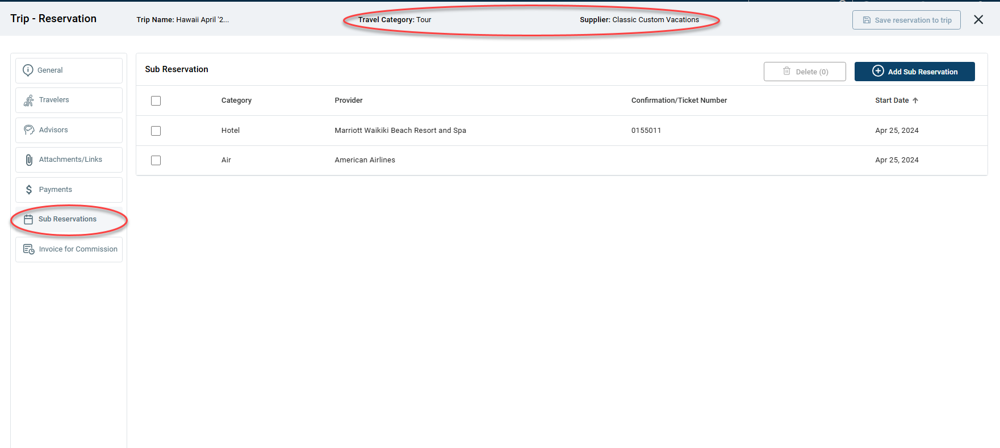 Trip - Reservation
Trip Name: Hawaii April '2...
Travel Category: Tour
Supplier: Classic Custom Vacations
Save reservation to trip
General
Travelers
Advisors
Attachments/Links
Payments
Sub Reservations
Invoice for Commission
Sub Reservation
Delete (0)
Add Sub Reservation
Category Provider Confirmation/Ticket Number Start Date
Hotel Marriott Waikiki Beach Resort and Spa 0155011 Apr 25, 2024
Air American Airlines Apr 25, 2024